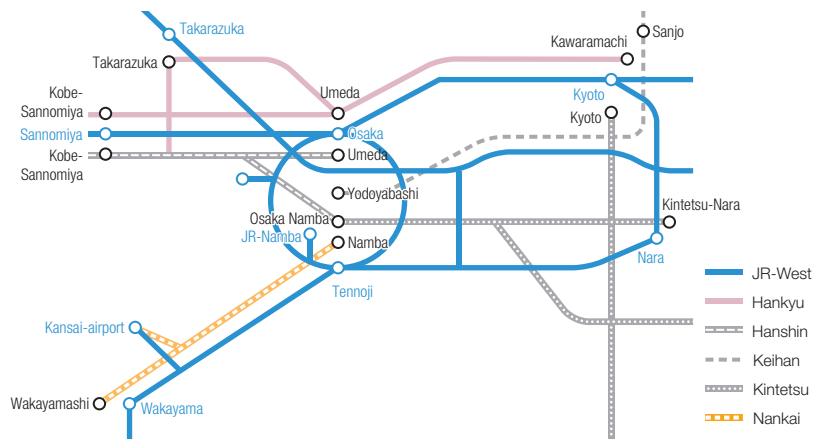 Takarazuka
Sanjo
Kawaramachi
Takarazuka
Kobe-
Sannomiya
Umeda
Kyoto
Kyoto
Sannomiya
Osaka
Kobe-
Sannomiya
Umeda
Yodoyabashi
Kintetsu-Nara
Osaka Namba
JR-Namba
Namba
Nara
Tennoji
JR-West
Hankyu
Hanshin
Keihan
Kintetsu
Nankai
Kansai-airport
Wakayamashi
Wakayama